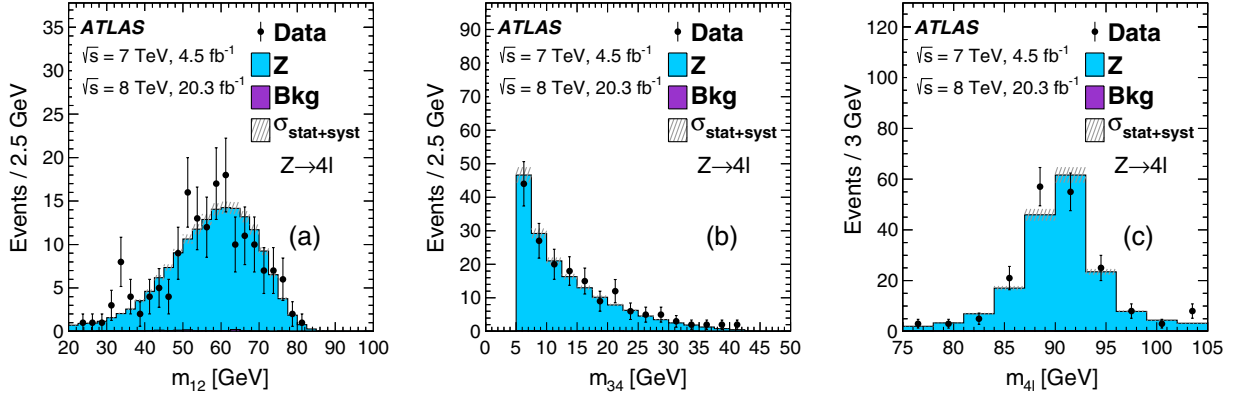 ATLAS
√s = 7 TeV, 4.5 fb⁻¹
√s = 8 TeV, 20.3 fb⁻¹
Data
Z
Bkg
σstat+syst
Z→4l
(a)
Events / 2.5 GeV
35
30
25
20
15
10
5
0
20 30 40 50 60 70 80 90 100
m12 [GeV]
ATLAS
√s = 7 TeV, 4.5 fb⁻¹
√s = 8 TeV, 20.3 fb⁻¹
Data
Z
Bkg
σstat+syst
Z→4l
(b)
Events / 2.5 GeV
90
80
70
60
50
40
30
20
10
0
0 5 10 15 20 25 30 35 40 45 50
m34 [GeV]
ATLAS
√s = 7 TeV, 4.5 fb⁻¹
√s = 8 TeV, 20.3 fb⁻¹
Data
Z
Bkg
σstat+syst
Z→4l
(c)
Events / 3 GeV
120
100
80
60
40
20
0
75 80 85 90 95 100 105
m4l [GeV]